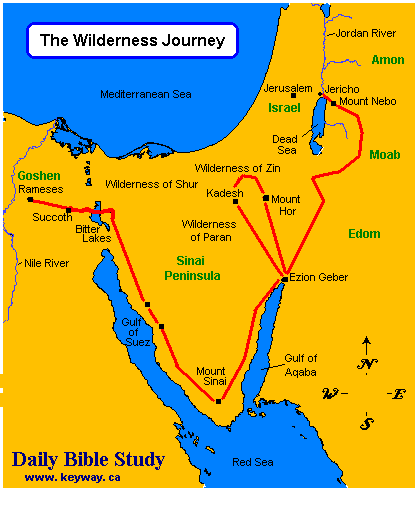 The Wilderness Journey
Jordan River
Amon
Mediterranean Sea
Jerusalem
Jericho
Mount Nebo
Israel
Dead
Sea
Moab
Wilderness of Zin
Goshen
Rameses
Wilderness of Shur
Kadesh
Mount
Hor
Succoth
Bitter
Lakes
Wilderness
of Paran
Edom
Nile River
Sinai
Peninsula
Ezion Geber
Gulf
of
Suez
Gulf of
Aqaba
Mount
Sinai
N
W
E
S
Daily Bible Study
www.keyway.ca
Red Sea